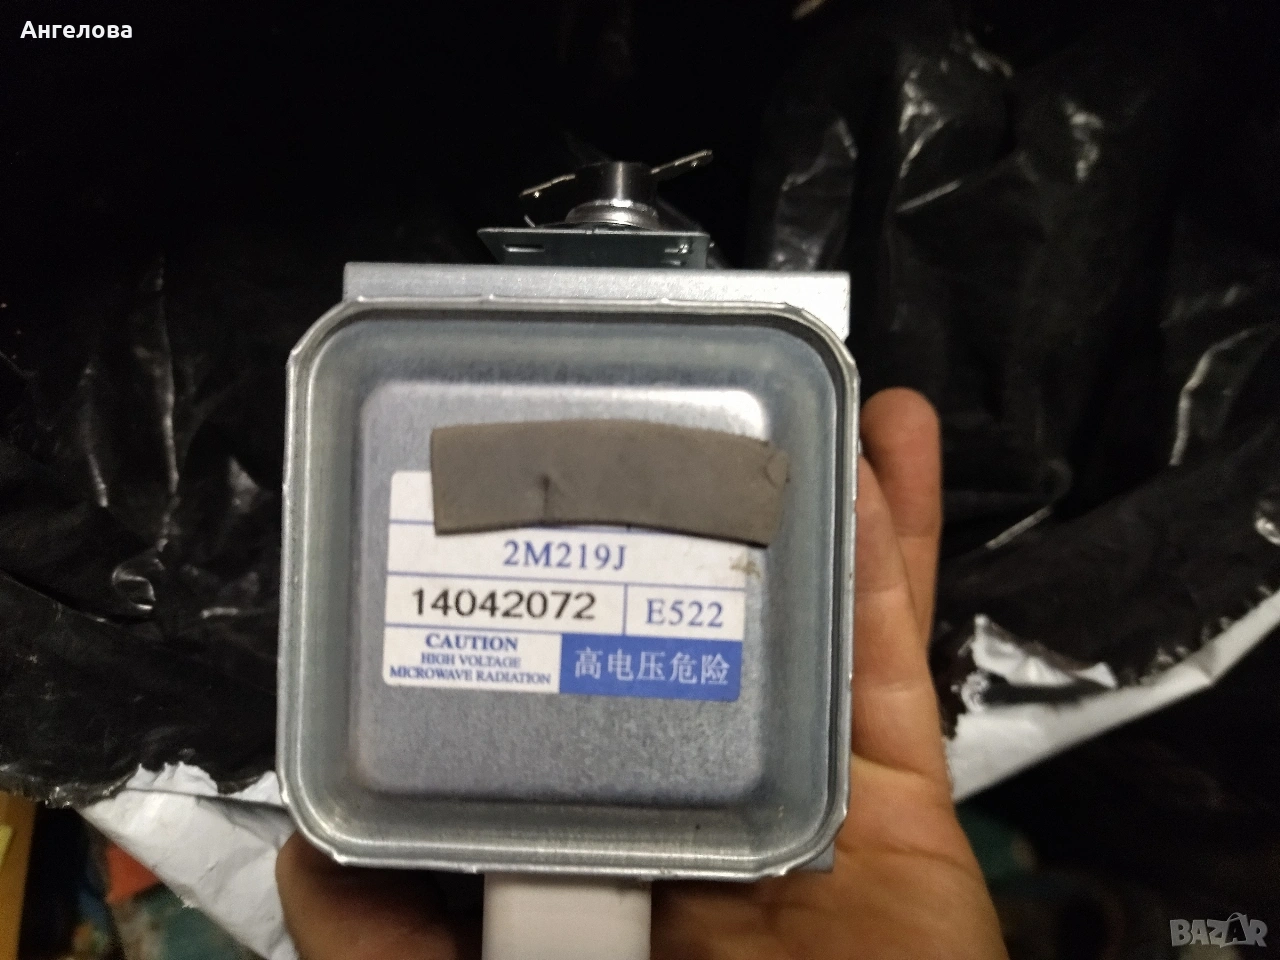 Ангелова
2M219J
14042072
E522
CAUTION
HIGH VOLTAGE
MICROWAVE RADIATION
高电压危险
BAZAR